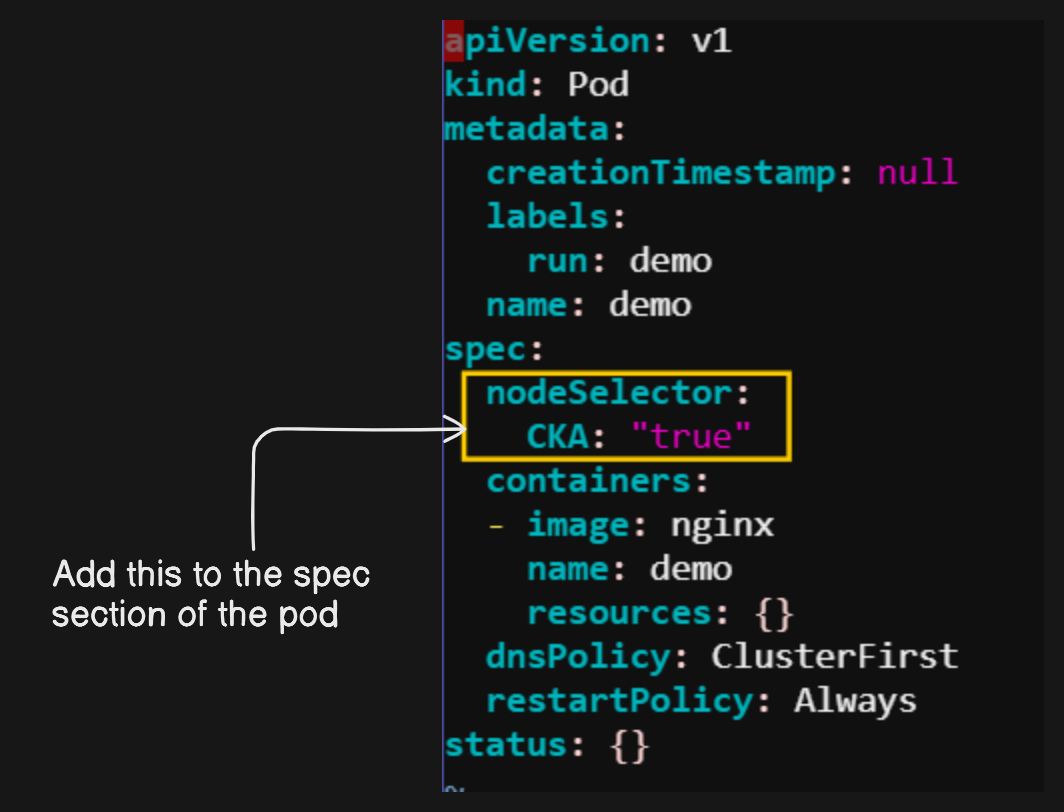 apiVersion: v1
kind: Pod
metadata:
  creationTimestamp: null
  labels:
    run: demo
  name: demo
spec:
  nodeSelector:
    CKA: "true"
  containers:
  - image: nginx
    name: demo
    resources: {}
  dnsPolicy: ClusterFirst
  restartPolicy: Always
status: {}
~
Add this to the spec
section of the pod